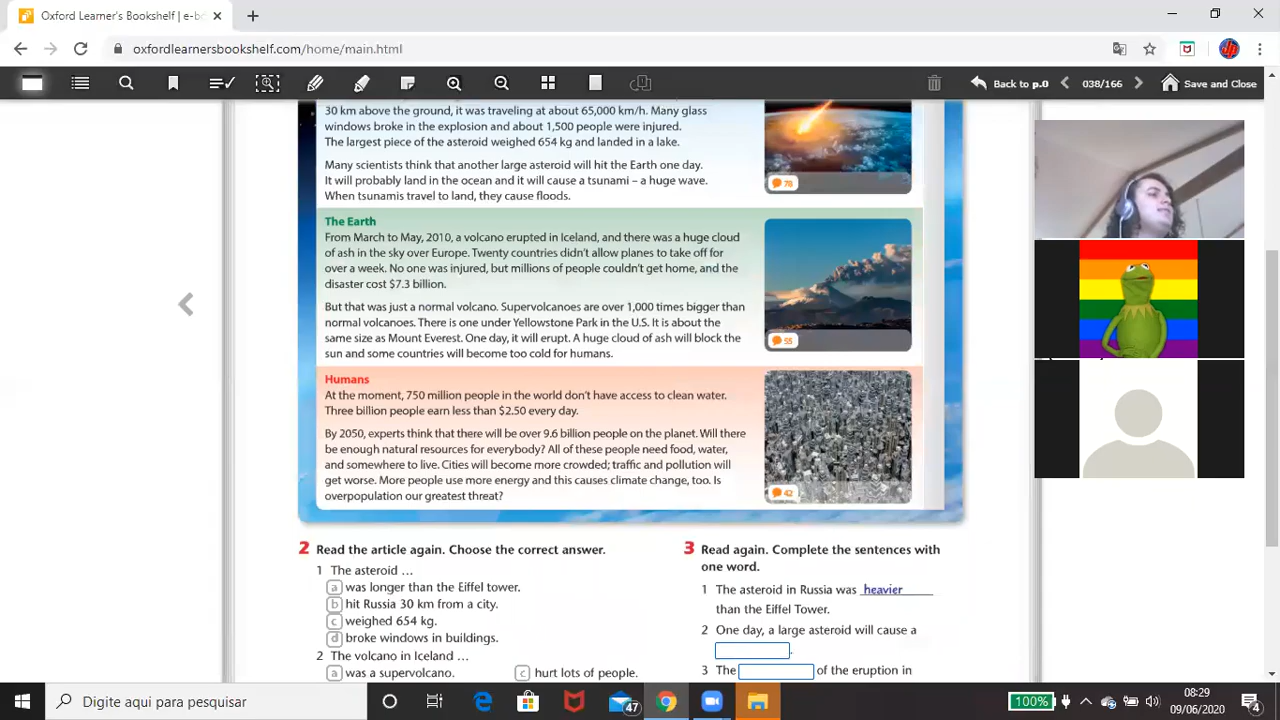 Oxford Learner's Bookshelf | e-b
oxfordlearnersbookshelf.com/home/main.html
Back to p.0
038/166
Save and Close
30 km above the ground, it was traveling at about 65,000 km/h. Many glass
windows broke in the explosion and about 1,500 people were injured.
The largest piece of the asteroid weighed 654 kg and landed in a lake.
Many scientists think that another large asteroid will hit the Earth one day.
It will probably land in the ocean and it will cause a tsunami – a huge wave.
When tsunamis travel to land, they cause floods.
78
The Earth
From March to May, 2010, a volcano erupted in Iceland, and there was a huge cloud
of ash in the sky over Europe. Twenty countries didn't allow planes to take off for
over a week. No one was injured, but millions of people couldn't get home, and the
disaster cost $7.3 billion.
But that was just a normal volcano. Supervolcanoes are over 1,000 times bigger than
normal volcanoes. There is one under Yellowstone Park in the U.S. It is about the
same size as Mount Everest. One day, it will erupt. A huge cloud of ash will block the
sun and some countries will become too cold for humans.
55
Humans
At the moment, 750 million people in the world don't have access to clean water.
Three billion people earn less than $2.50 every day.
By 2050, experts think that there will be over 9.6 billion people on the planet. Will there
be enough natural resources for everybody? All of these people need food, water,
and somewhere to live. Cities will become more crowded; traffic and pollution will
get worse. More people use more energy and this causes climate change, too. Is
overpopulation our greatest threat?
42
2 Read the article again. Choose the correct answer.
1 The asteroid ...
a was longer than the Eiffel tower.
b hit Russia 30 km from a city.
c weighed 654 kg.
d broke windows in buildings.
2 The volcano in Iceland ...
a was a supervolcano.
c hurt lots of people.
3 Read again. Complete the sentences with
one word.
1 The asteroid in Russia was heavier
than the Eiffel Tower.
2 One day, a large asteroid will cause a
.
3 The of the eruption in
Digite aqui para pesquisar
47
100%
08:29
09/06/2020
4